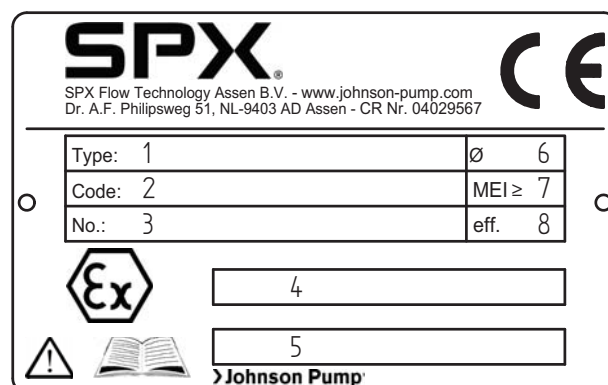 SPX®
CE
SPX Flow Technology Assen B.V. - www.johnson-pump.com
Dr. A.F. Philipsweg 51, NL-9403 AD Assen - CR Nr. 04029567
Type: 1 ø 6
Code: 2 MEI ≥ 7
No.: 3 eff. 8
Ex 4
5
Johnson Pump